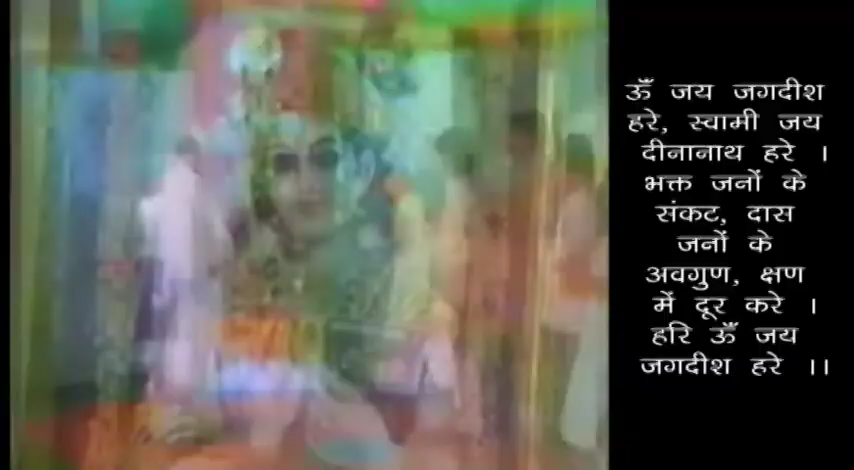 ॐ जय जगदीश
हरे, स्वामी जय
दीनानाथ हरे ।
भक्त जनों के
संकट, दास
जनों के
अवगुण, क्षण
में दूर करे ।
हरि ॐ जय
जगदीश हरे ।।